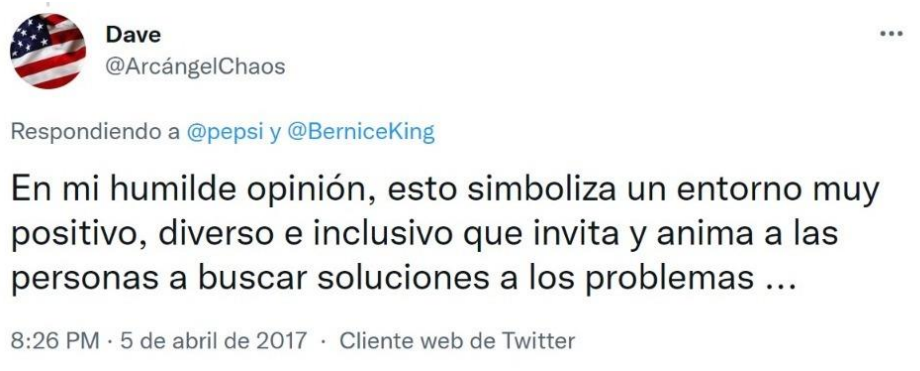 Dave
@ArcángelChaos
Respondiendo a @pepsi y @BerniceKing
En mi humilde opinión, esto simboliza un entorno muy
positivo, diverso e inclusivo que invita y anima a las
personas a buscar soluciones a los problemas ...
8:26 PM · 5 de abril de 2017 · Cliente web de Twitter